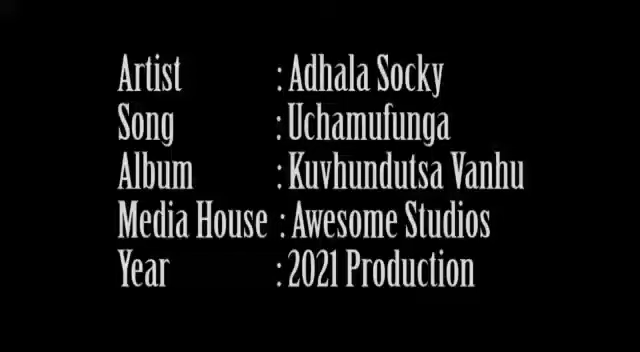 Artist : Adhala Socky
Song : Uchamufunga
Album : Kuvhundutsa Vanhu
Media House : Awesome Studios
Year : 2021 Production